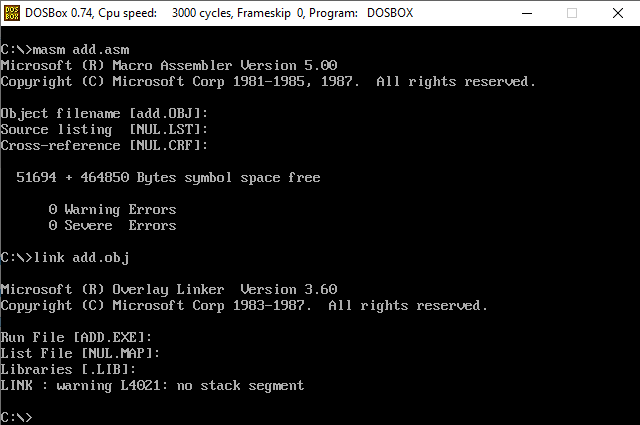 DOSBox 0.74, Cpu speed:    3000 cycles, Frameskip  0, Program:   DOSBOX
C:\>masm add.asm
Microsoft (R) Macro Assembler Version 5.00
Copyright (C) Microsoft Corp 1981-1985, 1987.  All rights reserved.
Object filename [add.OBJ]:
Source listing  [NUL.LST]:
Cross-reference [NUL.CRF]:
51694 + 464850 Bytes symbol space free
0 Warning Errors
0 Severe  Errors
C:\>link add.obj
Microsoft (R) Overlay Linker  Version 3.60
Copyright (C) Microsoft Corp 1983-1987.  All rights reserved.
Run File [ADD.EXE]:
List File [NUL.MAP]:
Libraries [.LIB]:
LINK : warning L4021: no stack segment
C:\>